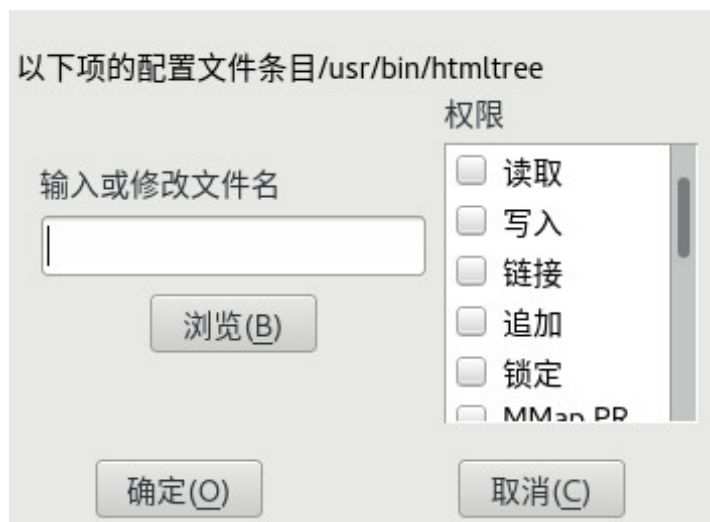 以下项的配置文件条目/usr/bin/htmltree
权限
输入或修改文件名
读取
写入
链接
追加
锁定
MMap PR
浏览(B)
确定(O)
取消(C)